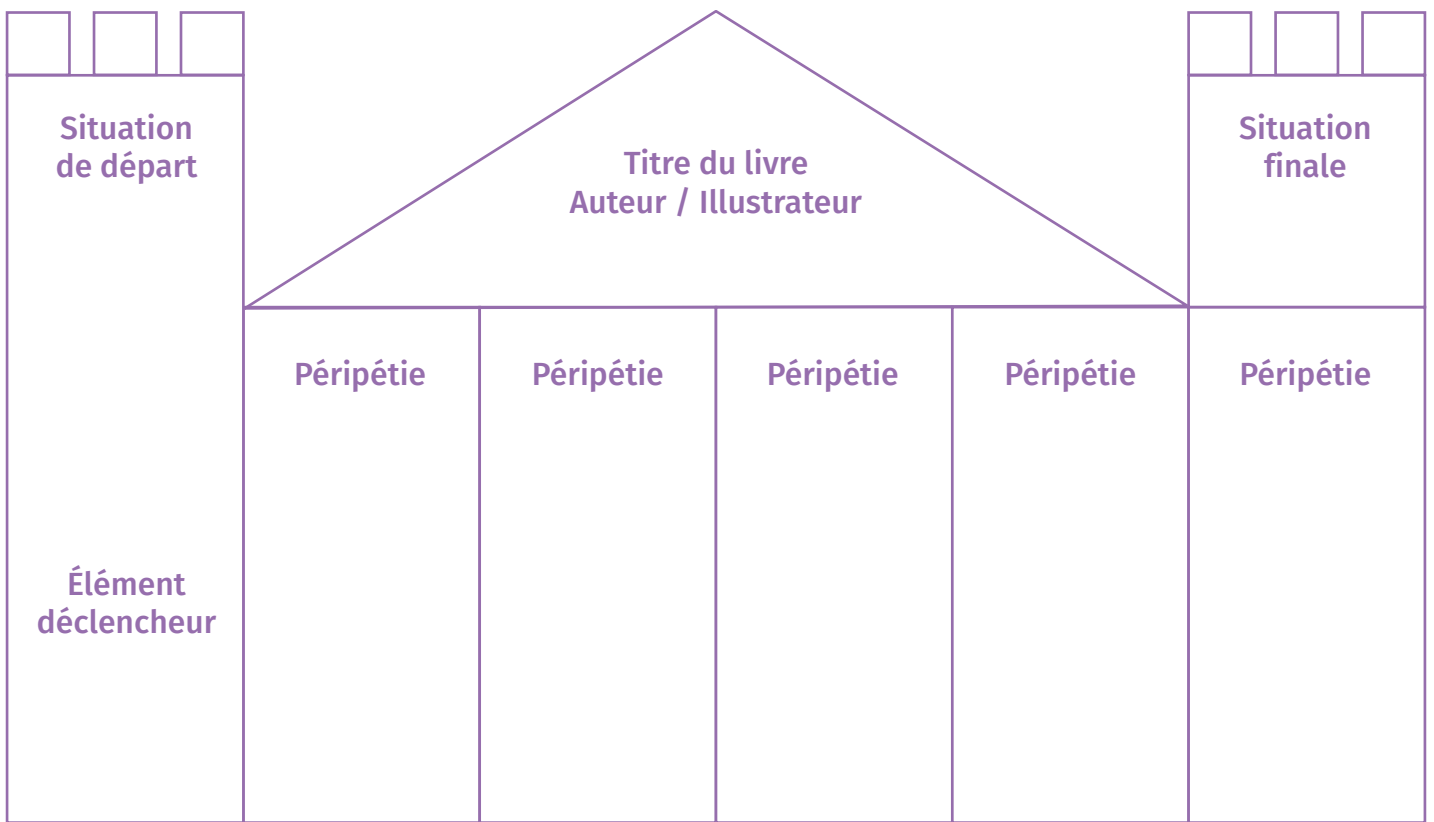 Situation
de départ
Titre du livre
Auteur / Illustrateur
Situation
finale
Péripétie
Péripétie
Péripétie
Péripétie
Péripétie
Élément
déclencheur